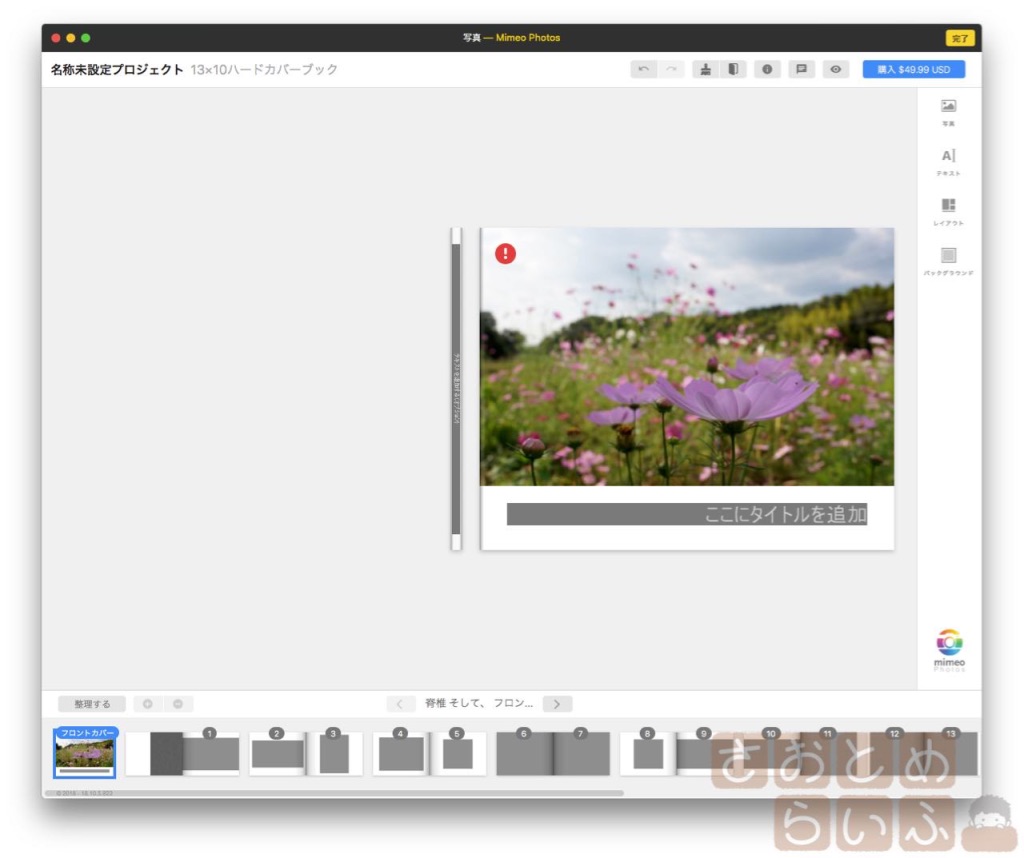 写真 — Mimeo Photos
完了
名称未設定プロジェクト 13×10ハードカバーブック
購入 $49.99 USD
写真
A
テキスト
レイアウト
バックグラウンド
!
ここにタイトルを追加
mimeo
Photos
整理する
脊椎 そして、 フロン...
フロントカバー
1
2
3
4
5
6
7
8
9
10
11
12
13
さおとめ
らいふ